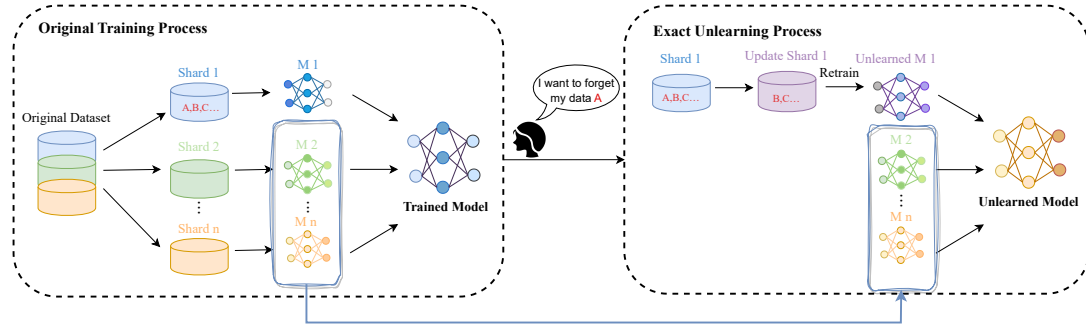 Original Training Process
Original Dataset
Shard 1
A,B,C...
Shard 2
...
Shard n
M 1
M 2
...
M n
Trained Model
I want to forget
my data A
Exact Unlearning Process
Shard 1
A,B,C...
Update Shard 1
B,C...
Retrain
Unlearned M 1
M 2
...
M n
Unlearned Model